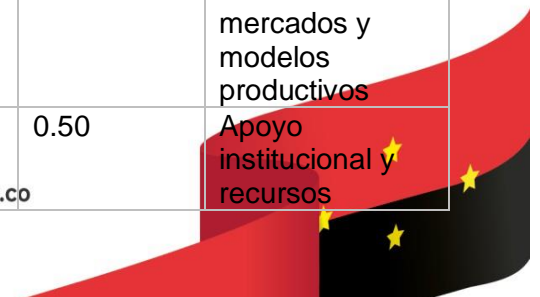 mercados y
modelos
productivos
0.50
Apoyo
institucional y
recursos
.co